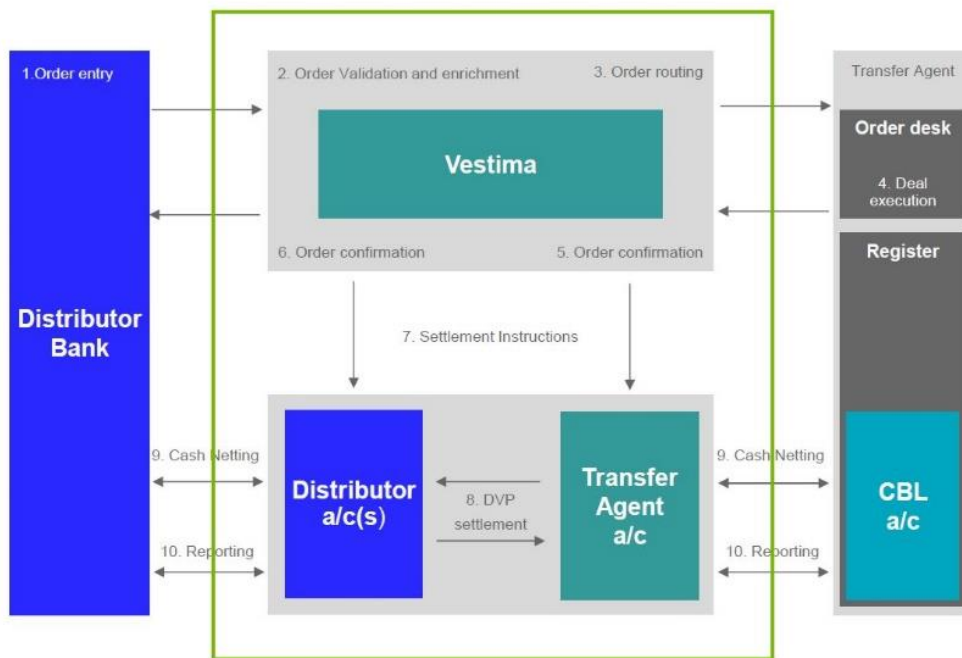 1.Order entry
2. Order Validation and enrichment
3. Order routing
Transfer Agent
Vestima
Order desk
4. Deal
execution
6. Order confirmation
5. Order confirmation
Register
Distributor
Bank
7. Settlement Instructions
9. Cash Netting
Distributor
a/c(s)
8. DVP
settlement
Transfer
Agent
a/c
9. Cash Netting
CBL
a/c
10. Reporting
10. Reporting